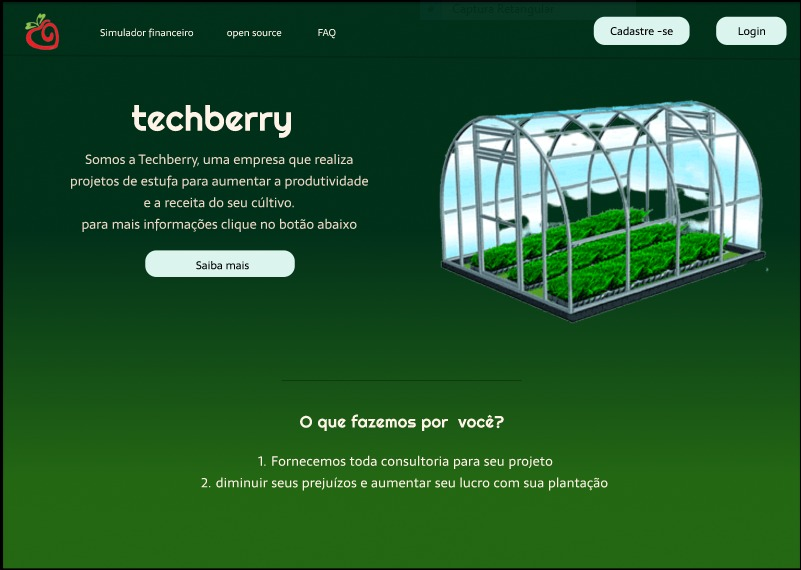 Captura Retangular
Simulador financeiro open source FAQ Cadastre -se Login
techberry
Somos a Techberry, uma empresa que realiza
projetos de estufa para aumentar a produtividade
e a receita do seu cúltivo.
para mais informações clique no botão abaixo
Saiba mais
O que fazemos por você?
1. Fornecemos toda consultoria para seu projeto
2. diminuir seus prejuízos e aumentar seu lucro com sua plantação